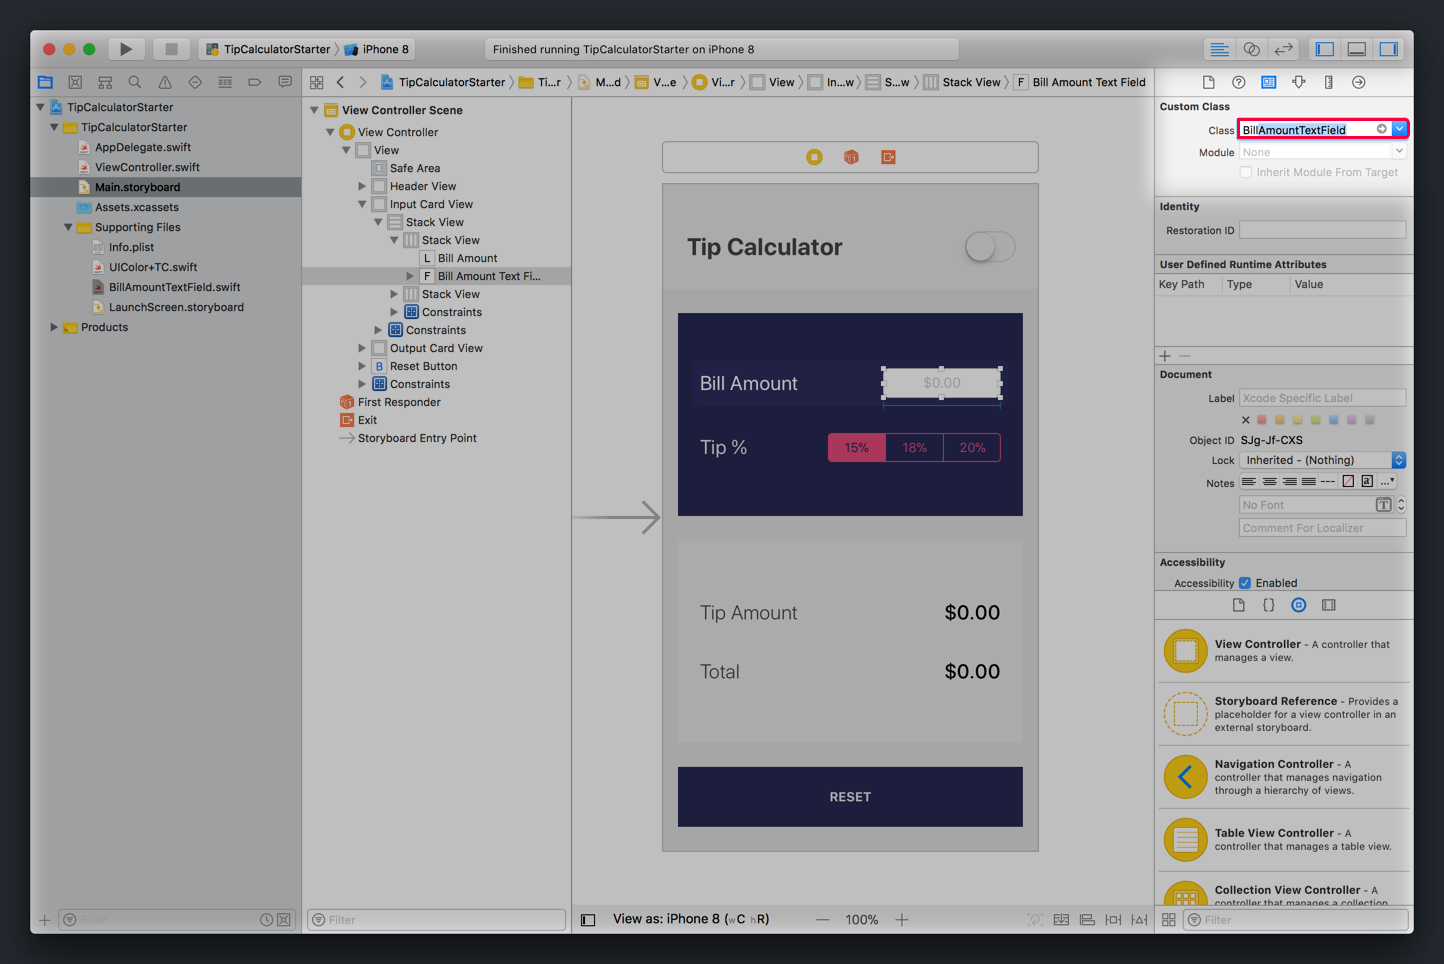 TipCalculatorStarter
iPhone 8
Finished running TipCalculatorStarter on iPhone 8
TipCalculatorStarter
Ti...r
M...d
V...e
Vi...r
View
In...w
S...w
Stack View
F
Bill Amount Text Field
TipCalculatorStarter
TipCalculatorStarter
AppDelegate.swift
ViewController.swift
Main.storyboard
Assets.xcassets
Supporting Files
Info.plist
UIColor+TC.swift
BillAmountTextField.swift
LaunchScreen.storyboard
Products
Filter
View Controller Scene
View Controller
View
Safe Area
Header View
Input Card View
Stack View
Stack View
L Bill Amount
F Bill Amount Text Fi...
Stack View
Constraints
Constraints
Output Card View
B Reset Button
Constraints
First Responder
Exit
Storyboard Entry Point
Filter
Tip Calculator
Bill Amount
$0.00
Tip %
15%
18%
20%
Tip Amount
$0.00
Total
$0.00
RESET
View as: iPhone 8 (wC hR)
100%
Custom Class
Class BillAmountTextField
Module None
Inherit Module From Target
Identity
Restoration ID
User Defined Runtime Attributes
Key Path Type Value
Document
Label Xcode Specific Label
Object ID SJg-Jf-CXS
Lock Inherited - (Nothing)
Notes
No Font
Comment For Localizer
Accessibility
Accessibility Enabled
View Controller - A controller that
manages a view.
Storyboard Reference - Provides a
placeholder for a view controller in an
external storyboard.
Navigation Controller - A
controller that manages navigation
through a hierarchy of views.
Table View Controller - A
controller that manages a table view.
Collection View Controller - A
controller that manages a collection
Filter